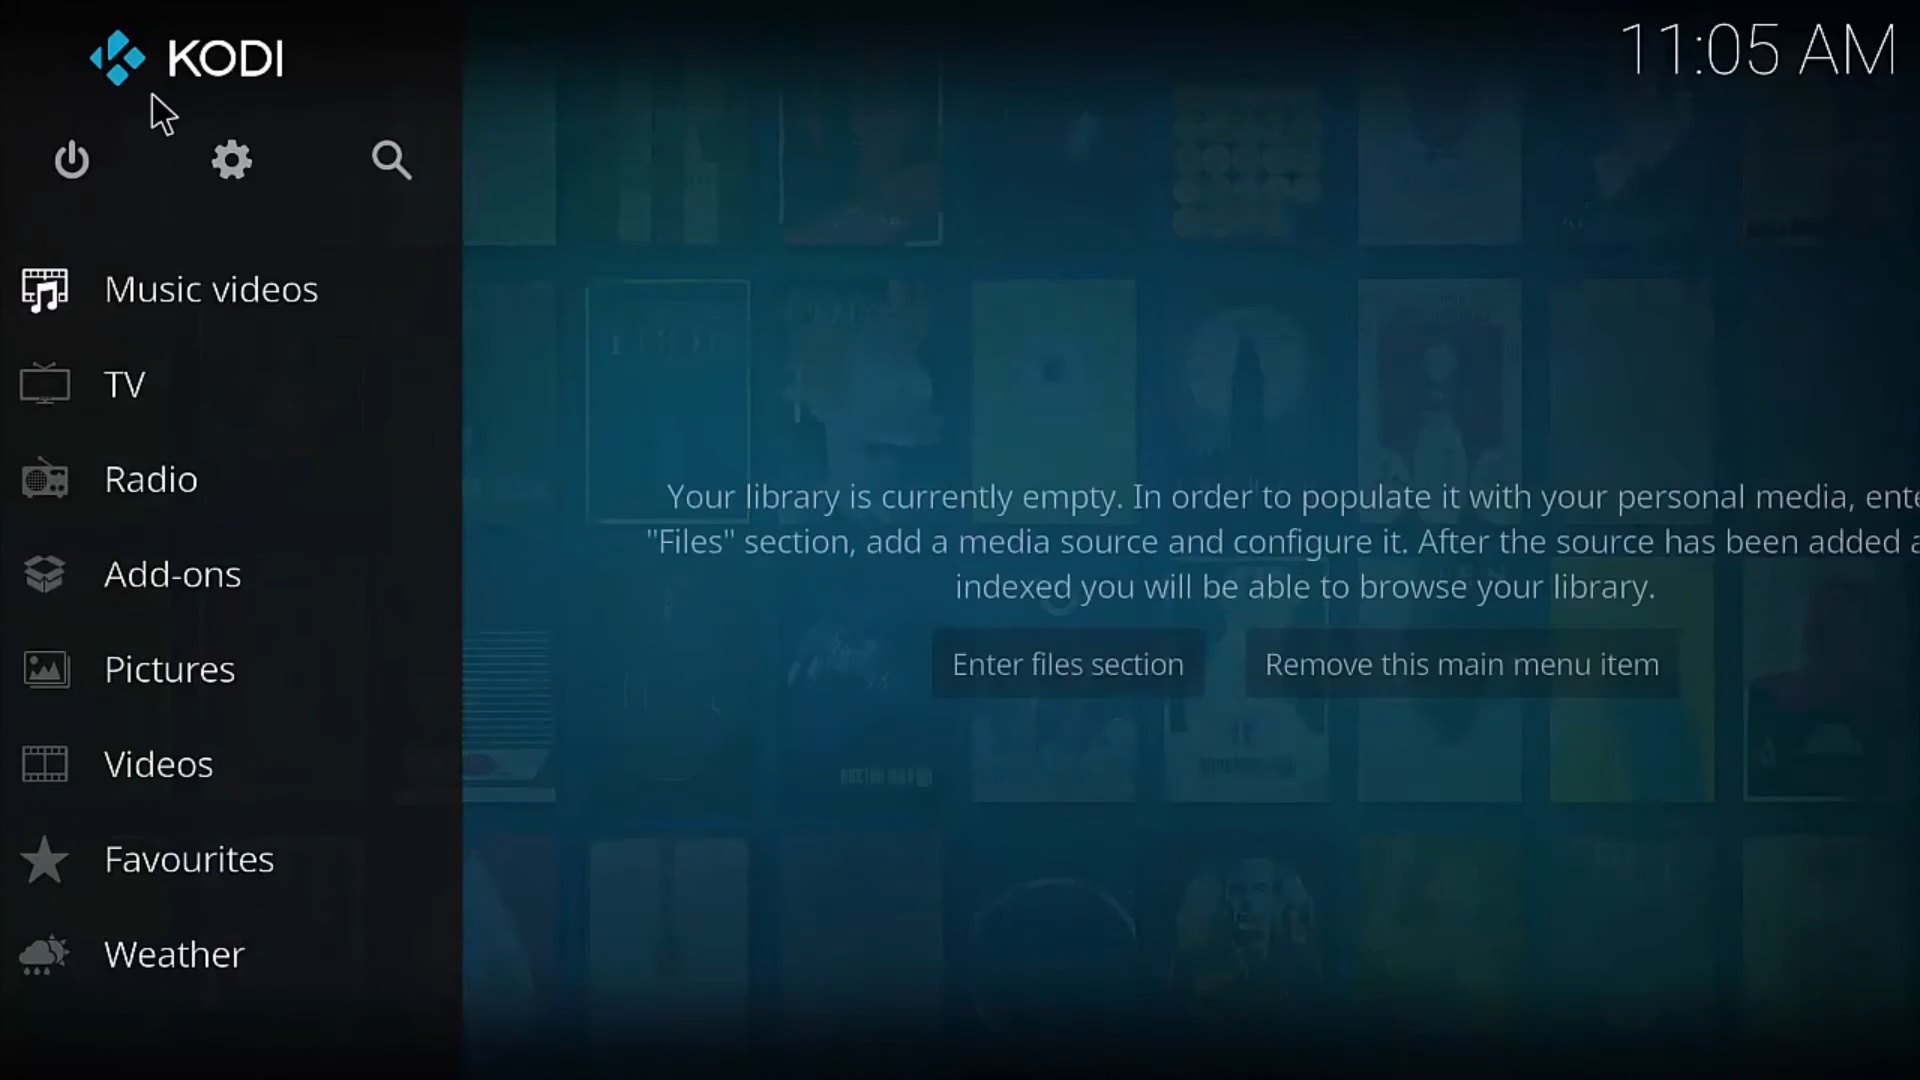 KODI
11:05 AM
Music videos
TV
Radio
Add-ons
Pictures
Videos
Favourites
Weather
Your library is currently empty. In order to populate it with your personal media, ente
"Files" section, add a media source and configure it. After the source has been added a
indexed you will be able to browse your library.
Enter files section
Remove this main menu item